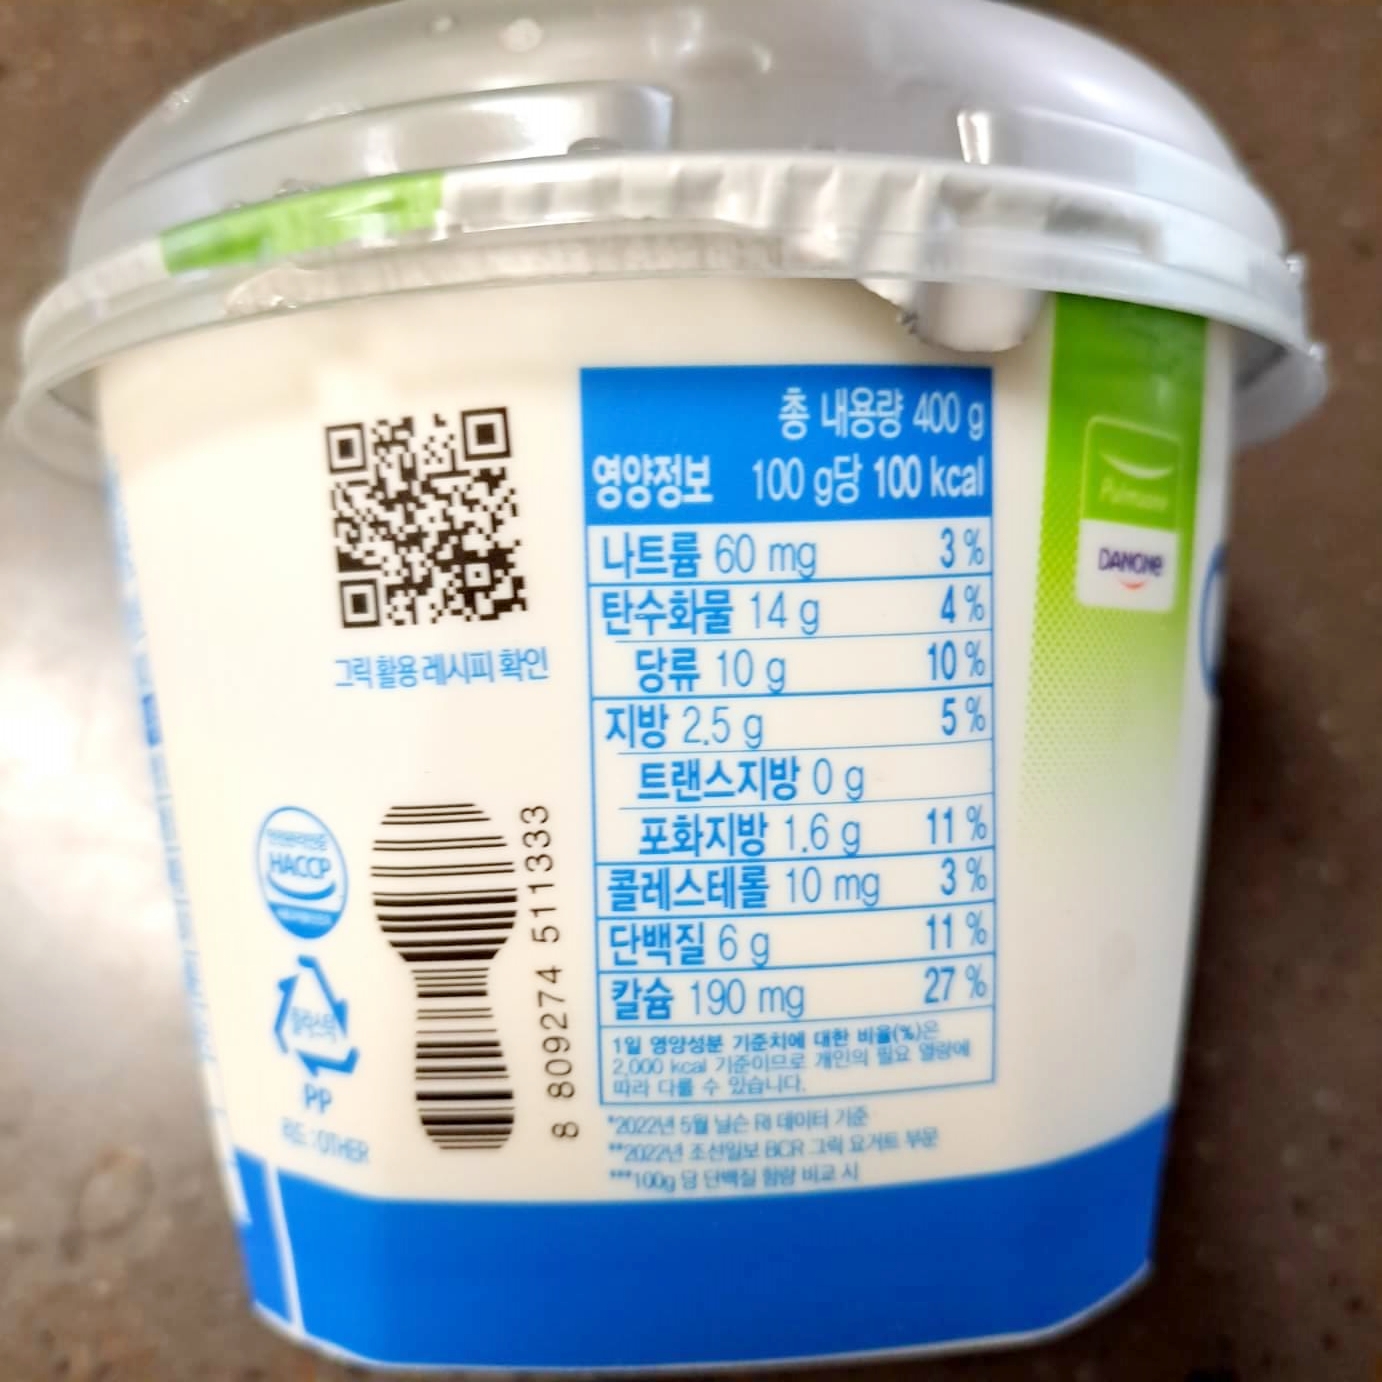 총 내용량 400 g
영양정보 100 g당 100 kcal
나트륨 60 mg 3 %
탄수화물 14 g 4 %
당류 10 g 10 %
지방 2.5 g 5 %
트랜스지방 0 g
포화지방 1.6 g 11 %
콜레스테롤 10 mg 3 %
단백질 6 g 11 %
칼슘 190 mg 27 %
1일 영양성분 기준치에 대한 비율(%)은
2,000 kcal 기준이므로 개인의 필요 열량에
따라 다를 수 있습니다.
*2022년 5월 닐슨 RI 데이터 기준
**2022년 조선일보 BCR 그릭 요거트 부문
***100g 당 단백질 함량 비교 시
그릭 활용 레시피 확인
HACCP
플라스틱
PP
리드 : OTHER
8 809274 511333
Pulmuone
DANONE